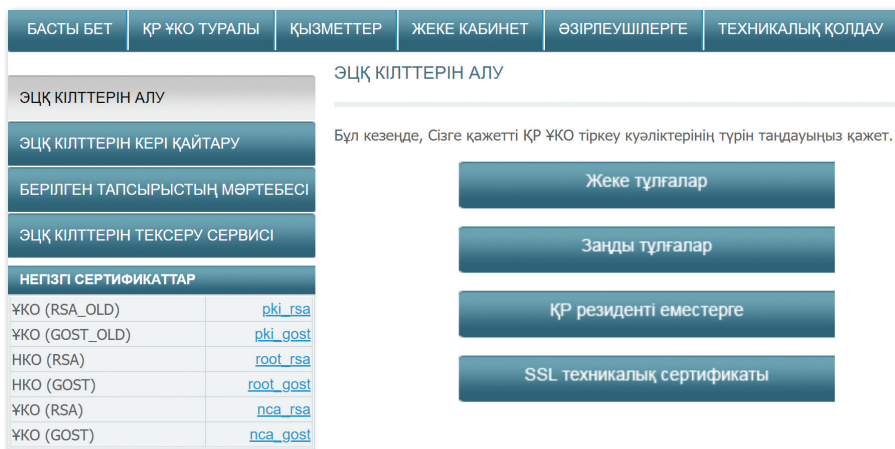 БАСТЫ БЕТ
ҚР ҰКО ТУРАЛЫ
ҚЫЗМЕТТЕР
ЖЕКЕ КАБИНЕТ
ӘЗІРЛЕУШІЛЕРГЕ
ТЕХНИКАЛЫҚ ҚОЛДАУ
ЭЦҚ КІЛТТЕРІН АЛУ
ЭЦҚ КІЛТТЕРІН КЕРІ ҚАЙТАРУ
БЕРІЛГЕН ТАПСЫРЫСТЫҢ МӘРТЕБЕСІ
ЭЦҚ КІЛТТЕРІН ТЕКСЕРУ СЕРВИСІ
НЕГІЗГІ СЕРТИФИКАТТАР
ҰКО (RSA_OLD) pki_rsa
ҰКО (GOST_OLD) pki_gost
НКО (RSA) root_rsa
НКО (GOST) root_gost
ҰКО (RSA) nca_rsa
ҰКО (GOST) nca_gost
ЭЦҚ КІЛТТЕРІН АЛУ
Бұл кезеңде, Сізге қажетті ҚР ҰКО тіркеу куәліктерінің түрін таңдауыңыз қажет.
Жеке тұлғалар
Заңды тұлғалар
ҚР резиденті еместерге
SSL техникалық сертификаты